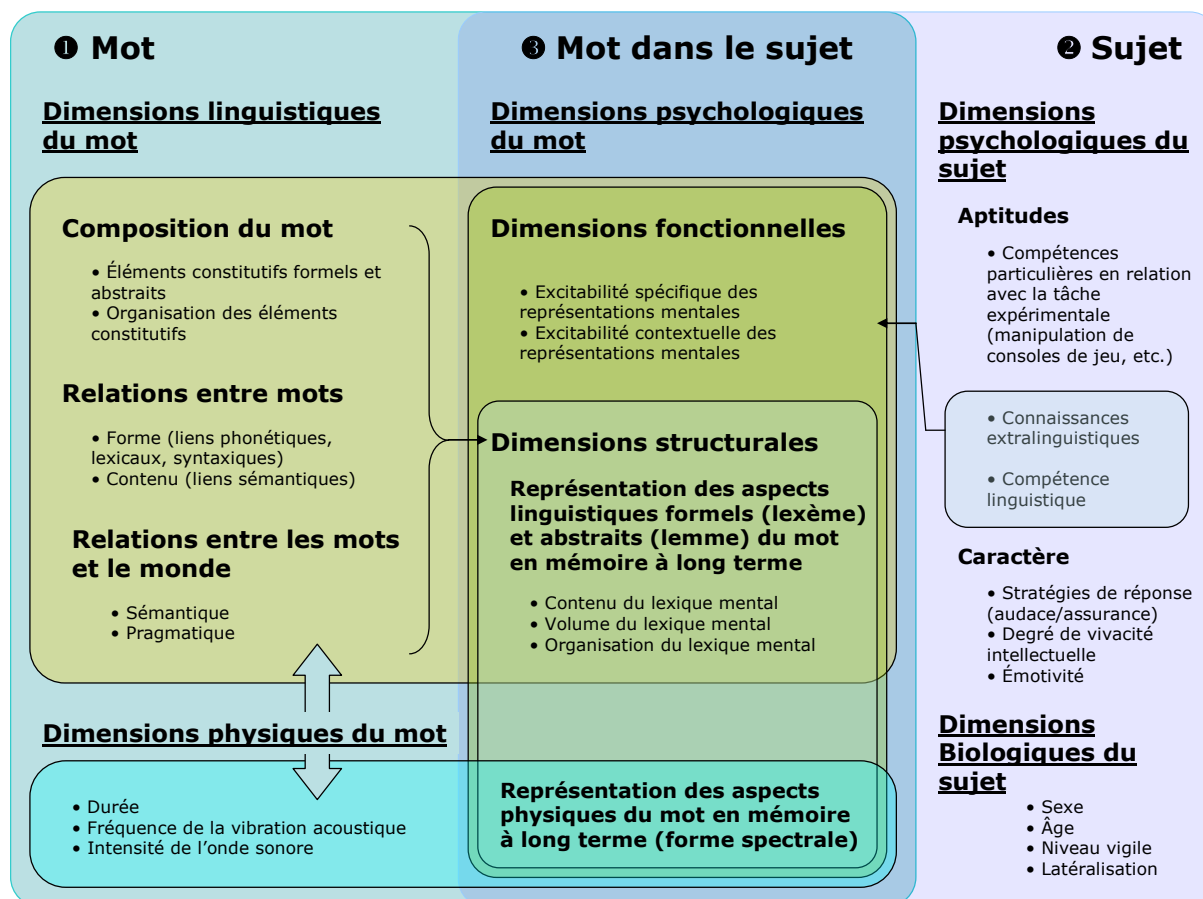 ❶ Mot
Dimensions linguistiques
du mot
Composition du mot
• Éléments constitutifs formels et
abstraits
• Organisation des éléments
constitutifs
Relations entre mots
• Forme (liens phonétiques,
lexicaux, syntaxiques)
• Contenu (liens sémantiques)
Relations entre les mots
et le monde
• Sémantique
• Pragmatique
Dimensions physiques du mot
• Durée
• Fréquence de la vibration acoustique
• Intensité de l’onde sonore
❸ Mot dans le sujet
Dimensions psychologiques
du mot
Dimensions fonctionnelles
• Excitabilité spécifique des
représentations mentales
• Excitabilité contextuelle des
représentations mentales
Dimensions structurales
Représentation des aspects
linguistiques formels (lexème)
et abstraits (lemme) du mot
en mémoire à long terme
• Contenu du lexique mental
• Volume du lexique mental
• Organisation du lexique mental
Représentation des aspects
physiques du mot en mémoire
à long terme (forme spectrale)
❷ Sujet
Dimensions
psychologiques du
sujet
Aptitudes
• Compétences
particulières en relation
avec la tâche
expérimentale
(manipulation de
consoles de jeu, etc.)
• Connaissances
extralinguistiques
• Compétence
linguistique
Caractère
• Stratégies de réponse
(audace/assurance)
• Degré de vivacité
intellectuelle
• Émotivité
Dimensions
Biologiques du
sujet
• Sexe
• Âge
• Niveau vigile
• Latéralisation